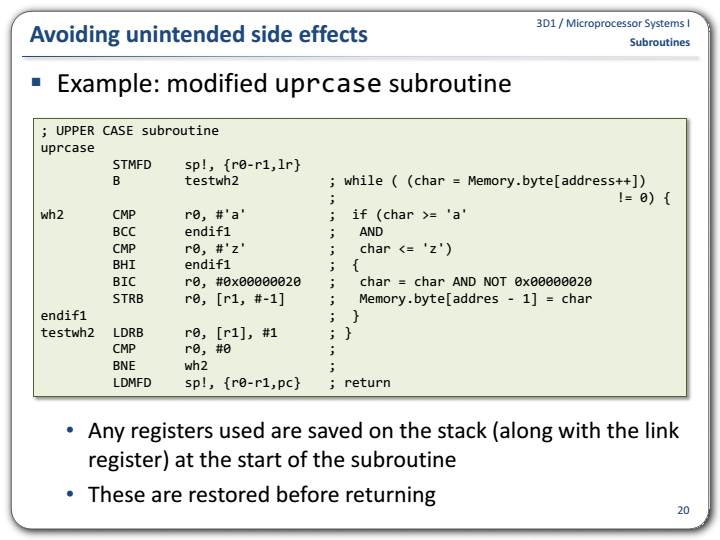 Avoiding unintended side effects
3D1 / Microprocessor Systems I
Subroutines
Example: modified uprcase subroutine
; UPPER CASE subroutine
uprcase
STMFD sp!, {r0-r1,lr}
B testwh2 ; while ( (char = Memory.byte[address++])
; != 0) {
wh2 CMP r0, #'a' ; if (char >= 'a'
BCC endif1 ; AND
CMP r0, #'z' ; char <= 'z')
BHI endif1 ; {
BIC r0, #0x00000020 ; char = char AND NOT 0x00000020
STRB r0, [r1, #-1] ; Memory.byte[addres - 1] = char
endif1 ; }
testwh2 LDRB r0, [r1], #1 ; }
CMP r0, #0 ;
BNE wh2 ;
LDMFD sp!, {r0-r1,pc} ; return
• Any registers used are saved on the stack (along with the link
register) at the start of the subroutine
• These are restored before returning
20